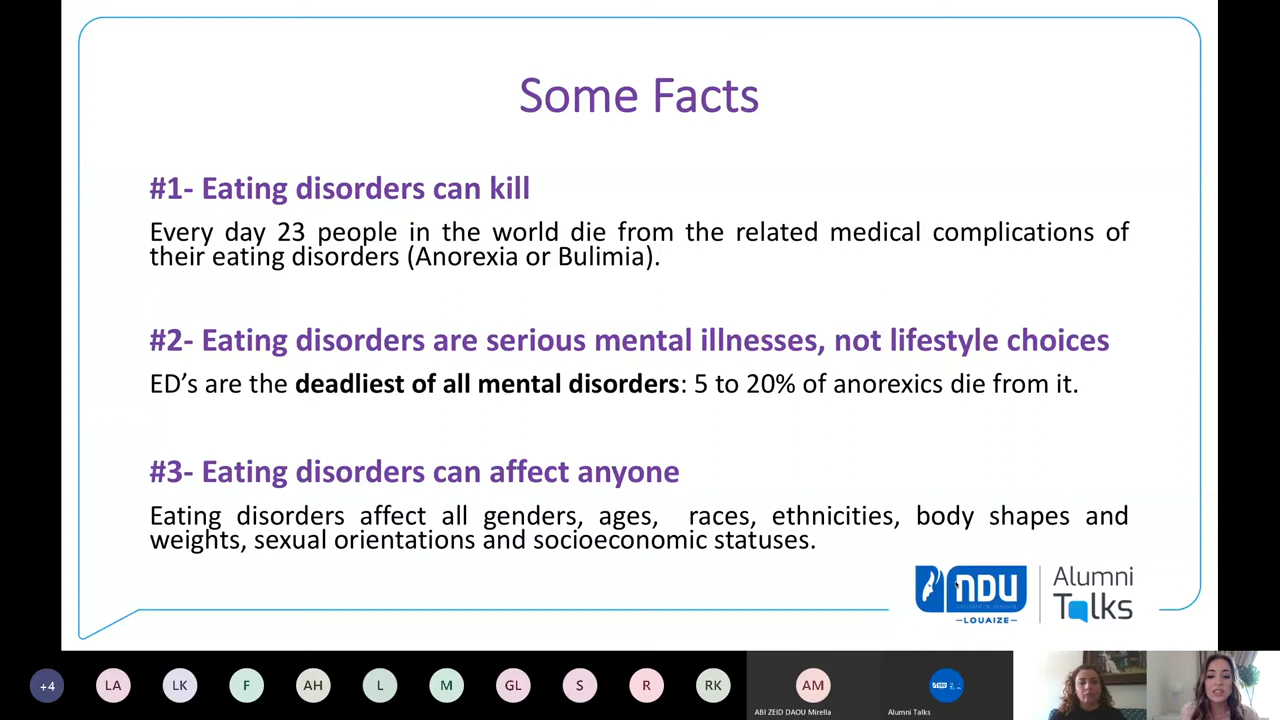 Some Facts
#1- Eating disorders can kill
Every day 23 people in the world die from the related medical complications of
their eating disorders (Anorexia or Bulimia).
#2- Eating disorders are serious mental illnesses, not lifestyle choices
ED’s are the deadliest of all mental disorders: 5 to 20% of anorexics die from it.
#3- Eating disorders can affect anyone
Eating disorders affect all genders, ages, races, ethnicities, body shapes and
weights, sexual orientations and socioeconomic statuses.
NDU
–LOUAIZE–
Alumni
Talks
+4
LA
LK
F
AH
L
M
GL
S
R
RK
AM
ABI ZEID DAOU Mirella
Alumni Talks